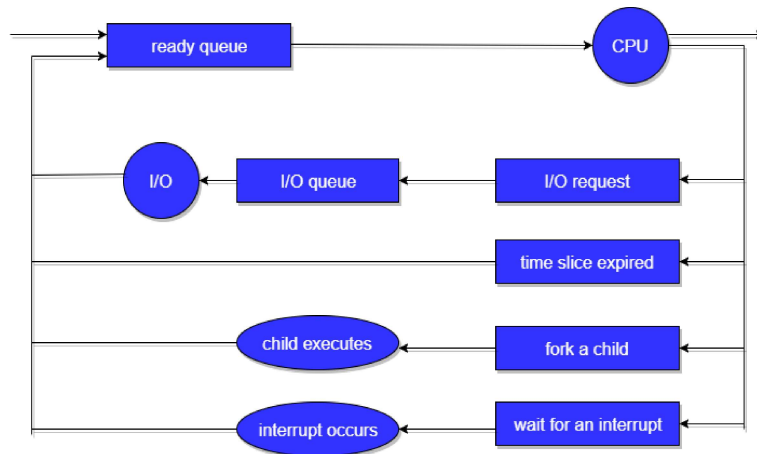 ready queue
CPU
I/O
I/O queue
I/O request
time slice expired
child executes
fork a child
interrupt occurs
wait for an interrupt